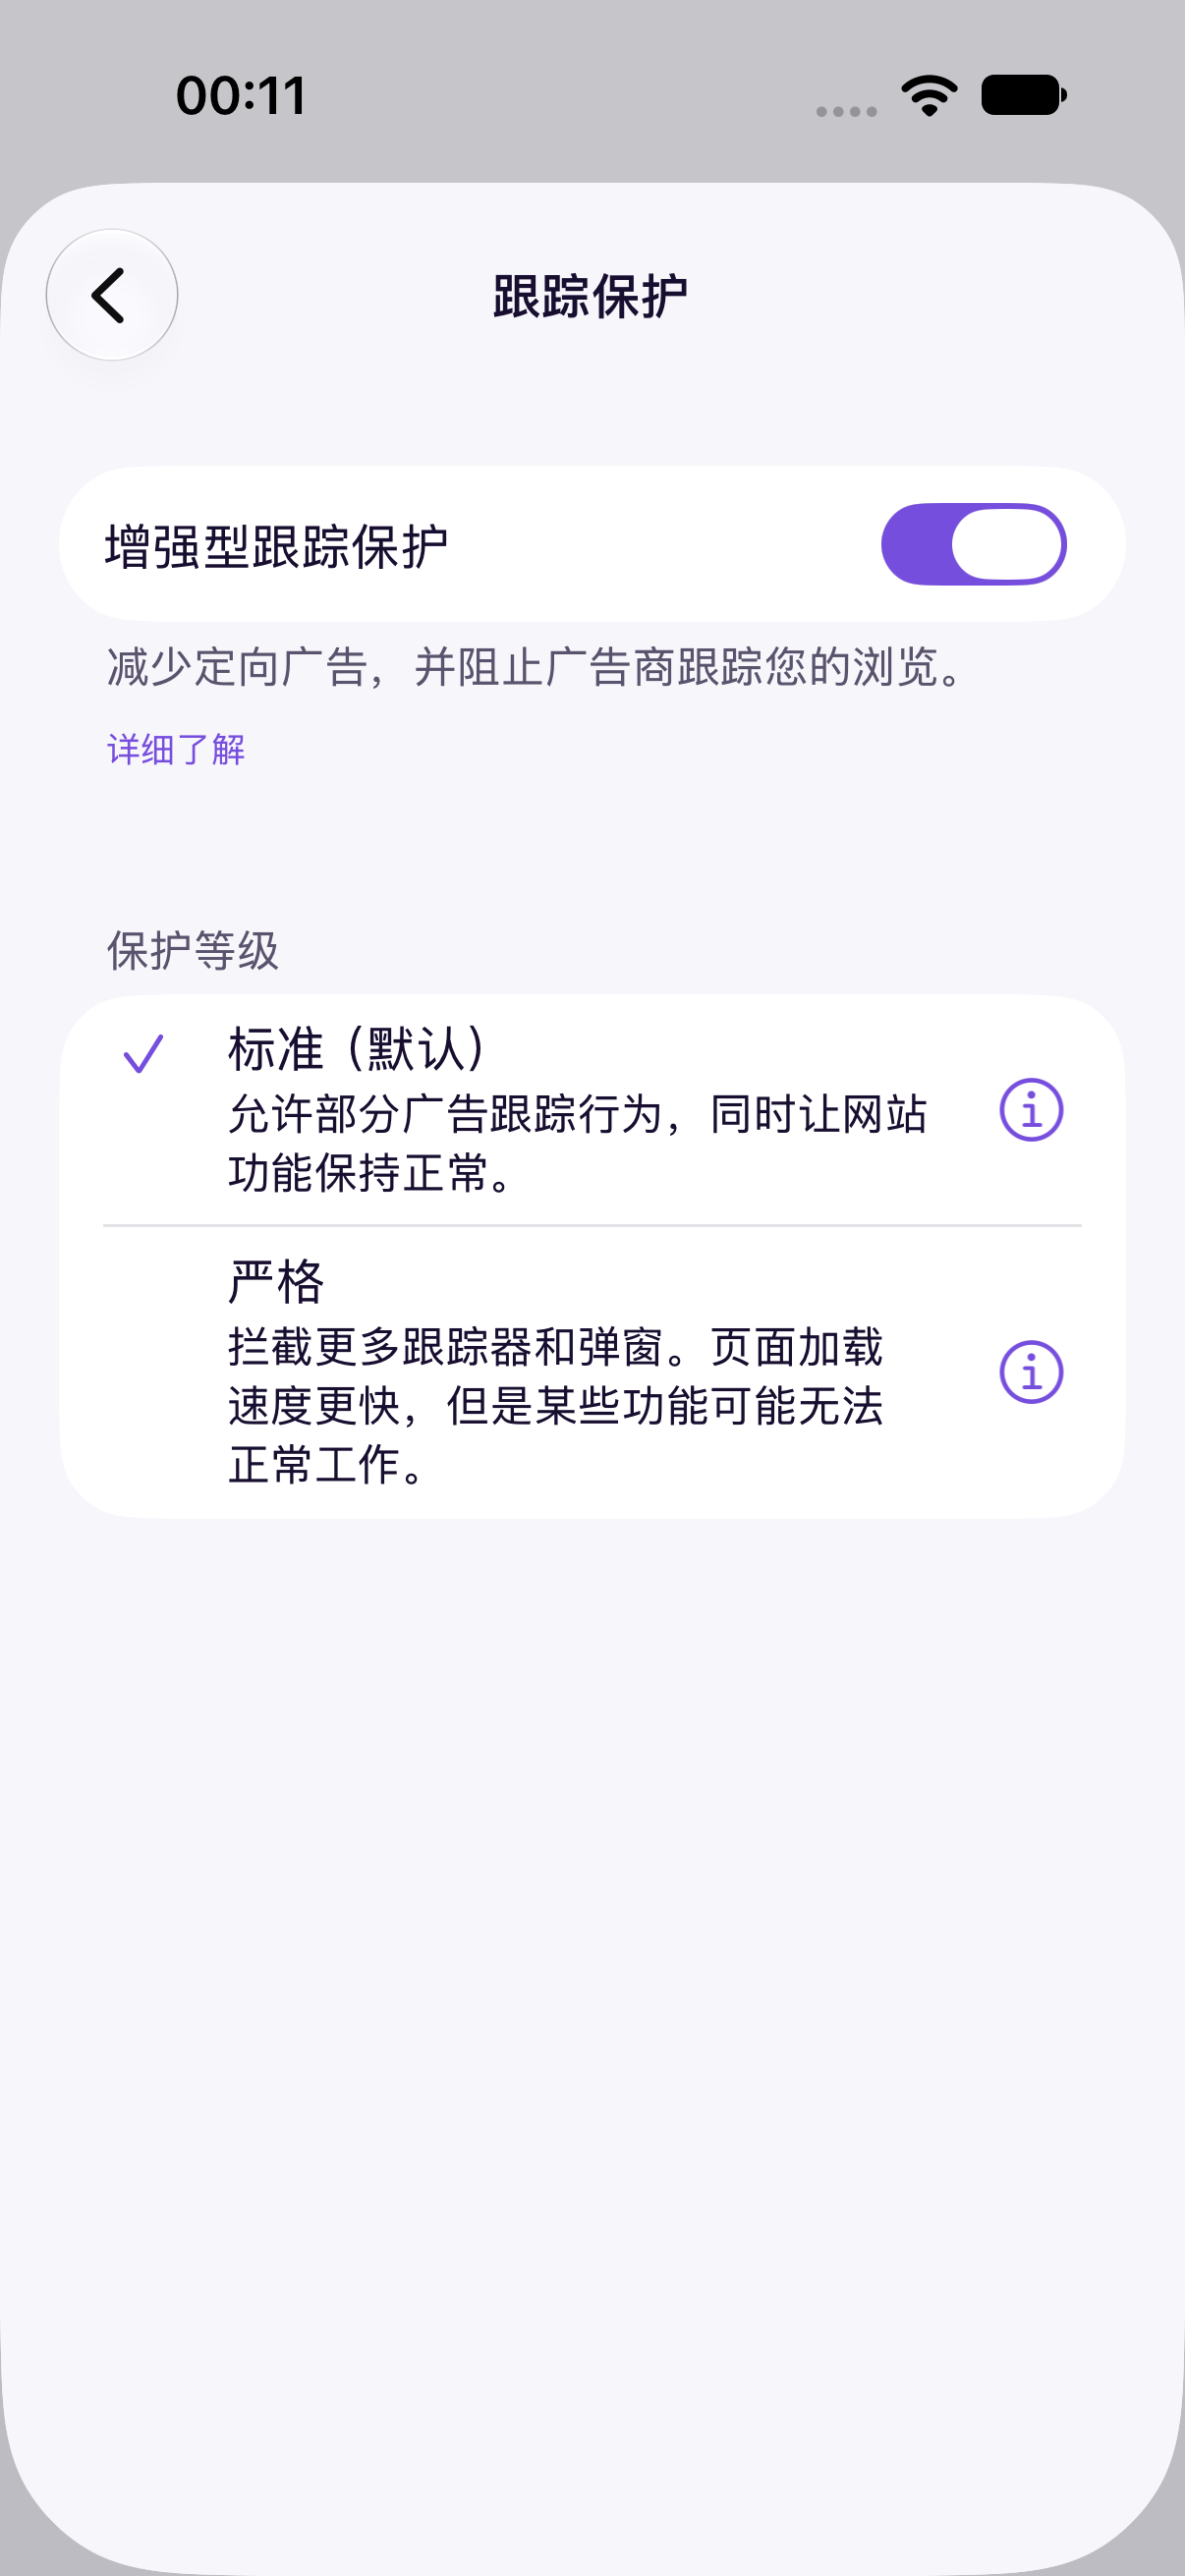 00:11
跟踪保护
增强型跟踪保护
减少定向广告，并阻止广告商跟踪您的浏览。
详细了解
保护等级
标准（默认）
允许部分广告跟踪行为，同时让网站
功能保持正常。
严格
拦截更多跟踪器和弹窗。页面加载
速度更快，但是某些功能可能无法
正常工作。